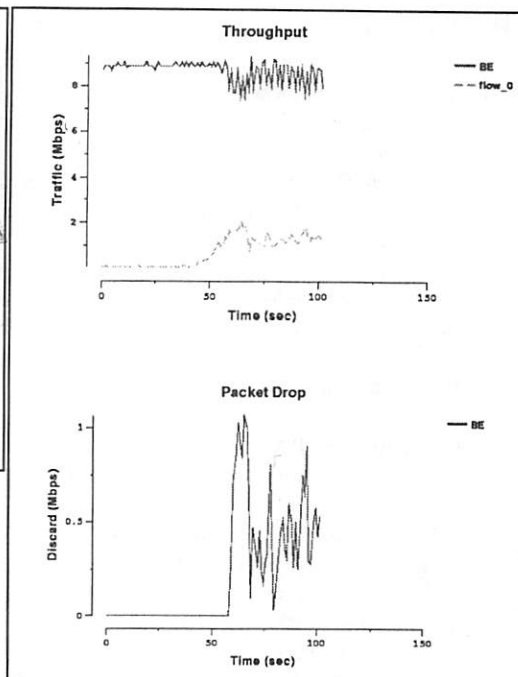 Throughput
BE
flow_0
Traffic (Mbps)
8
6
4
2
0
50
100
150
Time (sec)
Packet Drop
BE
Discard (Mbps)
1
0.5
0
0
50
100
150
Time (sec)